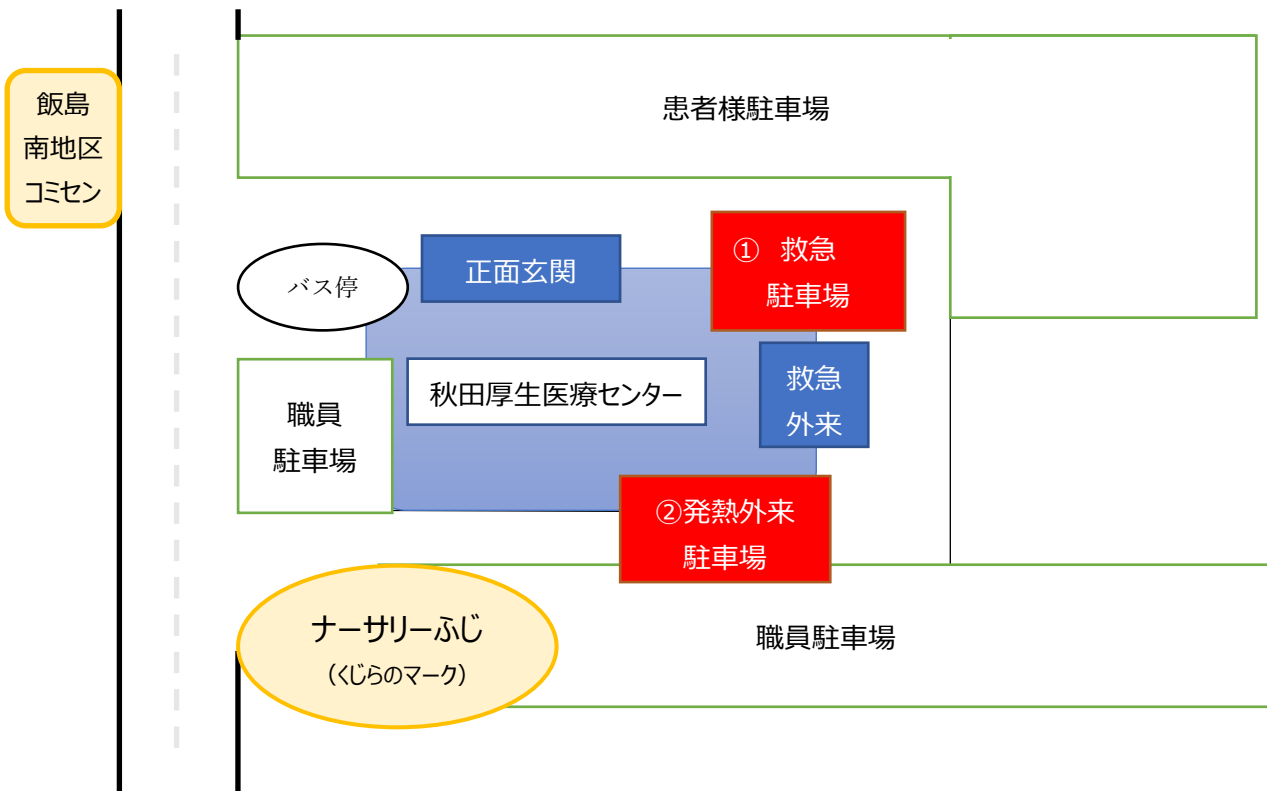 飯島
南地区
コミセン
患者様駐車場
正面玄関
① 救急
駐車場
バス停
秋田厚生医療センター
救急
外来
職員
駐車場
②発熱外来
駐車場
ナーサリーふじ
（くじらのマーク）
職員駐車場